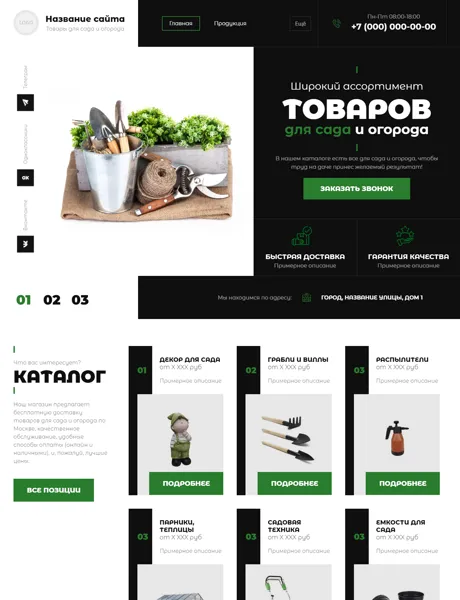 Название сайта
Товары для сада и огорода
Главная
Продукция
Ещё
Пн-Пт 08:00-18:00
+7 (000) 000-00-00
Телеграм
Одноклассники
ок
Вконтакте
Широкий ассортимент
ТОВАРОВ
для сада и огорода
В нашем каталоге есть все для сада и огорода, чтобы
труд на даче принес желаемый результат!
ЗАКАЗАТЬ ЗВОНОК
БЫСТРАЯ ДОСТАВКА
Примерное описание
ГАРАНТИЯ КАЧЕСТВА
Примерное описание
01 02 03
Мы находимся по адресу:
ГОРОД, НАЗВАНИЕ УЛИЦЫ, ДОМ 1
Что вас интересует?
КАТАЛОГ
Наш магазин предлагает
бесплатную доставку
товаров для сада и огорода по
Москве, качественное
обслуживание, удобные
способы оплаты (онлайн и
наличными), и, пожалуй, лучшие
цены.
ВСЕ ПОЗИЦИИ
01
ДЕКОР ДЛЯ САДА
от X XXX руб
Примерное описание
ПОДРОБНЕЕ
02
ГРАБЛИ И ВИЛЛЫ
от X XXX руб
Примерное описание
ПОДРОБНЕЕ
03
РАСПЫЛИТЕЛИ
от X XXX руб
Примерное описание
ПОДРОБНЕЕ
03
ПАРНИКИ,
ТЕПЛИЦЫ
от X XXX руб
Примерное описание
03
САДОВАЯ
ТЕХНИКА
от X XXX руб
Примерное описание
03
ЕМКОСТИ ДЛЯ
САДА
от X XXX руб
Примерное описание